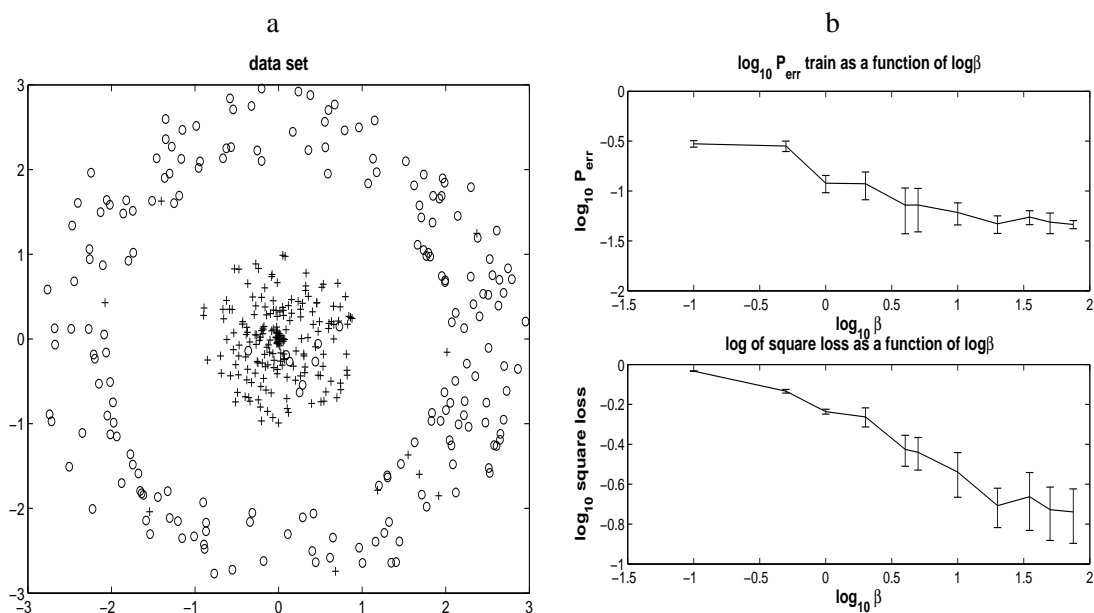 a
data set
3
2
1
0
−1
−2
−3
−3 −2 −1 0 1 2 3
b
log10 Perr train as a function of logβ
0
−0.5
−1
−1.5
−2
log10 Perr
−1.5 −1 −0.5 0 0.5 1 1.5 2
log10 β
log of square loss as a function of logβ
0
−0.2
−0.4
−0.6
−0.8
−1
log10 square loss
−1.5 −1 −0.5 0 0.5 1 1.5 2
log10 β